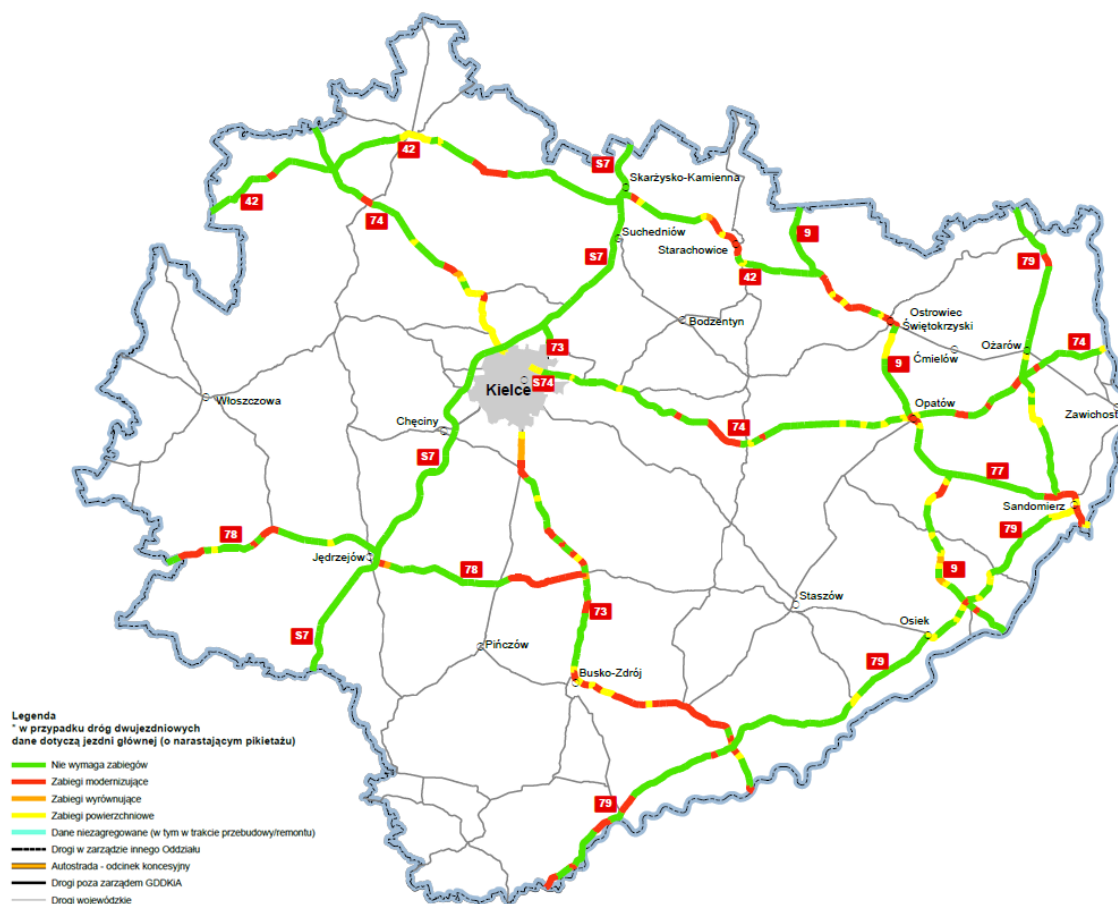 42
S7
Skarżysko-Kamienna
42
74
9
Suchedniów
S7
Starachowice
79
42
Ostrowiec
Świętokrzyski
Bodzentyn
73
74
Ożarów
9
Ćmielów
S74
Kielce
Włoszczowa
Opatów
Zawichost
Chęciny
74
S7
77
Sandomierz
79
78
Jędrzejów
78
9
Staszów
73
S7
Osiek
Pińczów
79
Busko-Zdrój
79
Legenda
* w przypadku dróg dwujezdniowych
dane dotyczą jezdni głównej (o narastającym pikietażu)
Nie wymaga zabiegów
Zabiegi modernizujące
Zabiegi wyrównujące
Zabiegi powierzchniowe
Dane niezagregowane (w tym w trakcie przebudowy/remontu)
Drogi w zarządzie innego Oddziału
Autostrada - odcinek koncesyjny
Drogi poza zarządem GDDKiA
Drogi wojewódzkie